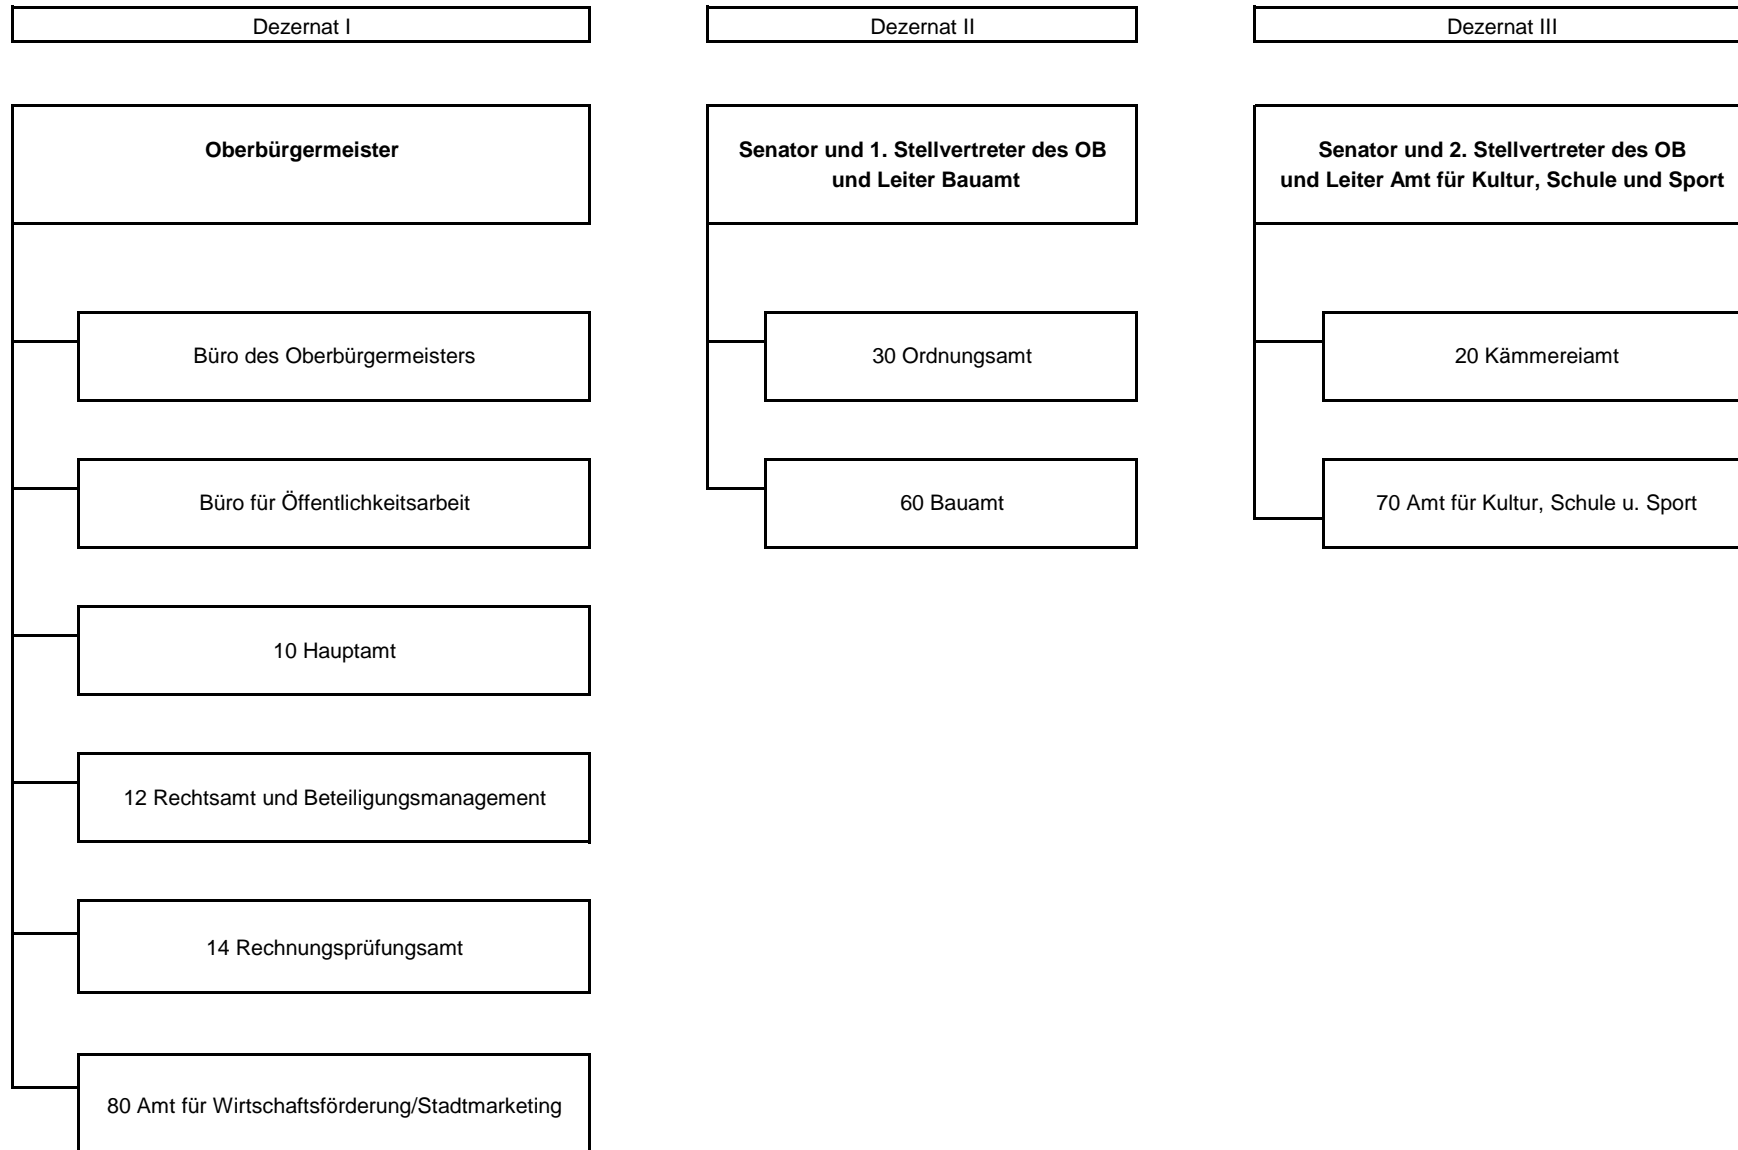 Dezernat I
Dezernat II
Dezernat III
Oberbürgermeister
Senator und 1. Stellvertreter des OB
und Leiter Bauamt
Senator und 2. Stellvertreter des OB
und Leiter Amt für Kultur, Schule und Sport
Büro des Oberbürgermeisters
30 Ordnungsamt
20 Kämmereiamt
Büro für Öffentlichkeitsarbeit
60 Bauamt
70 Amt für Kultur, Schule u. Sport
10 Hauptamt
12 Rechtsamt und Beteiligungsmanagement
14 Rechnungsprüfungsamt
80 Amt für Wirtschaftsförderung/Stadtmarketing